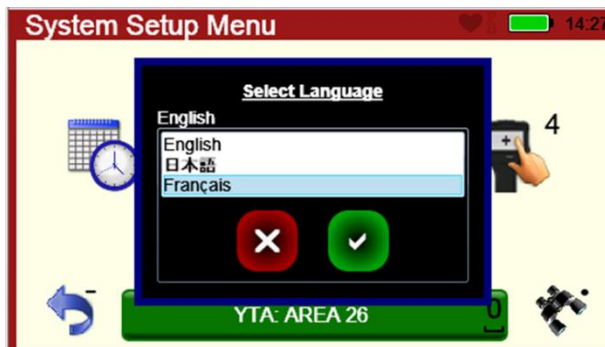 System Setup Menu 14:27
Select Language
English
English
日本語
Français
4
YTA: AREA 26
0